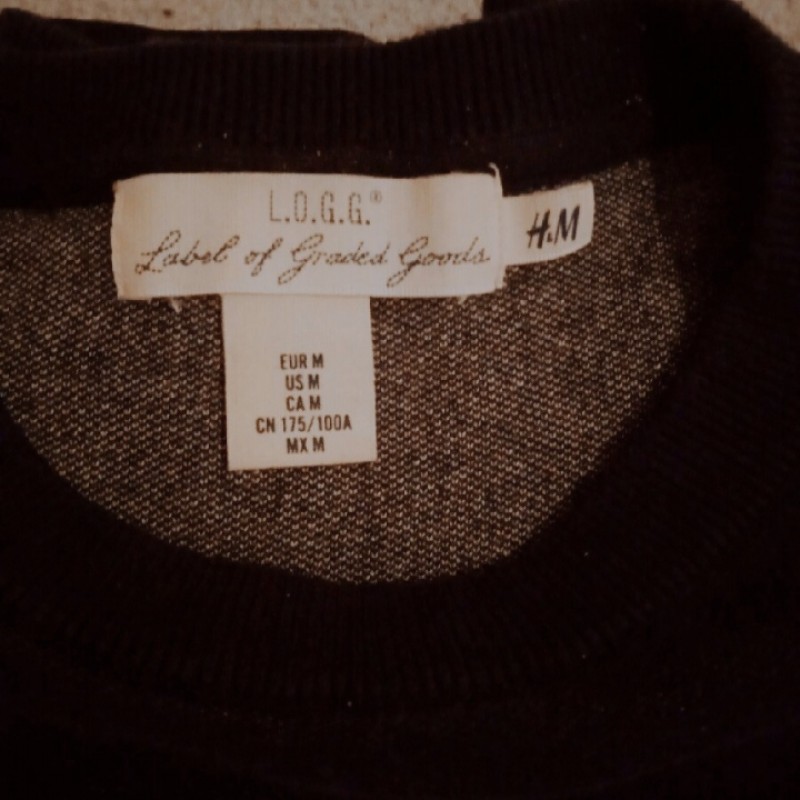 L.O.G.G.®
Label of Graded Goods
H&M
EUR M
US M
CA M
CN 175/100A
MX M